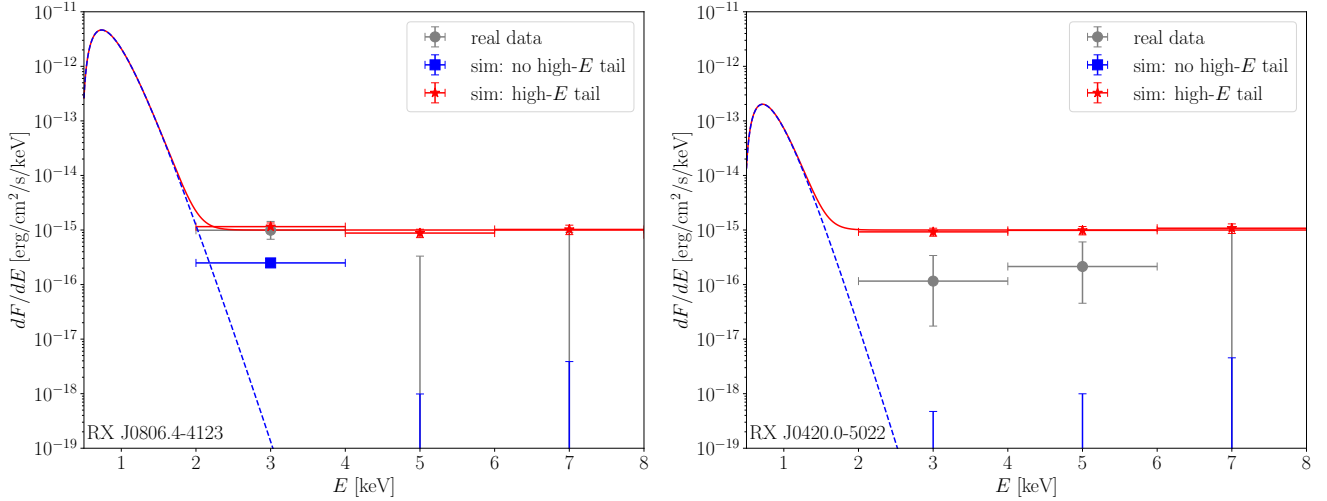 10⁻¹¹
10⁻¹²
10⁻¹³
10⁻¹⁴
10⁻¹⁵
10⁻¹⁶
10⁻¹⁷
10⁻¹⁸
10⁻¹⁹
dF/dE [erg/cm²/s/keV]
real data
sim: no high-E tail
sim: high-E tail
RX J0806.4-4123
1 2 3 4 5 6 7 8
E [keV]
10⁻¹¹
10⁻¹²
10⁻¹³
10⁻¹⁴
10⁻¹⁵
10⁻¹⁶
10⁻¹⁷
10⁻¹⁸
10⁻¹⁹
dF/dE [erg/cm²/s/keV]
real data
sim: no high-E tail
sim: high-E tail
RX J0420.0-5022
1 2 3 4 5 6 7 8
E [keV]